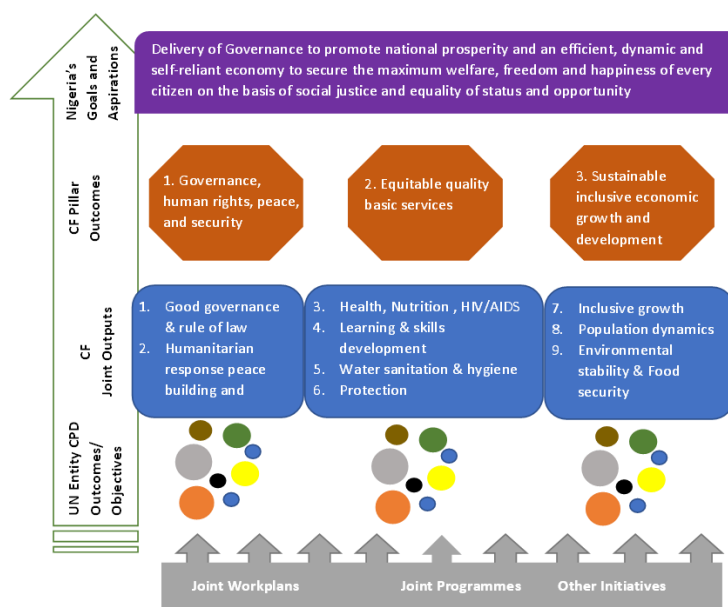 Nigeria's
Goals and
Aspirations
Delivery of Governance to promote national prosperity and an efficient, dynamic and
self-reliant economy to secure the maximum welfare, freedom and happiness of every
citizen on the basis of social justice and equality of status and opportunity
CF Pillar
Outcomes
1. Governance,
human rights, peace,
and security
2. Equitable quality
basic services
3. Sustainable
inclusive economic
growth and
development
CF
Joint Outputs
1. Good governance
& rule of law
2. Humanitarian
response peace
building and
3. Health, Nutrition , HIV/AIDS
4. Learning & skills
development
5. Water sanitation & hygiene
6. Protection
7. Inclusive growth
8. Population dynamics
9. Environmental
stability & Food
security
UN Entity CPD
Outcomes/
Objectives
Joint Workplans
Joint Programmes
Other Initiatives